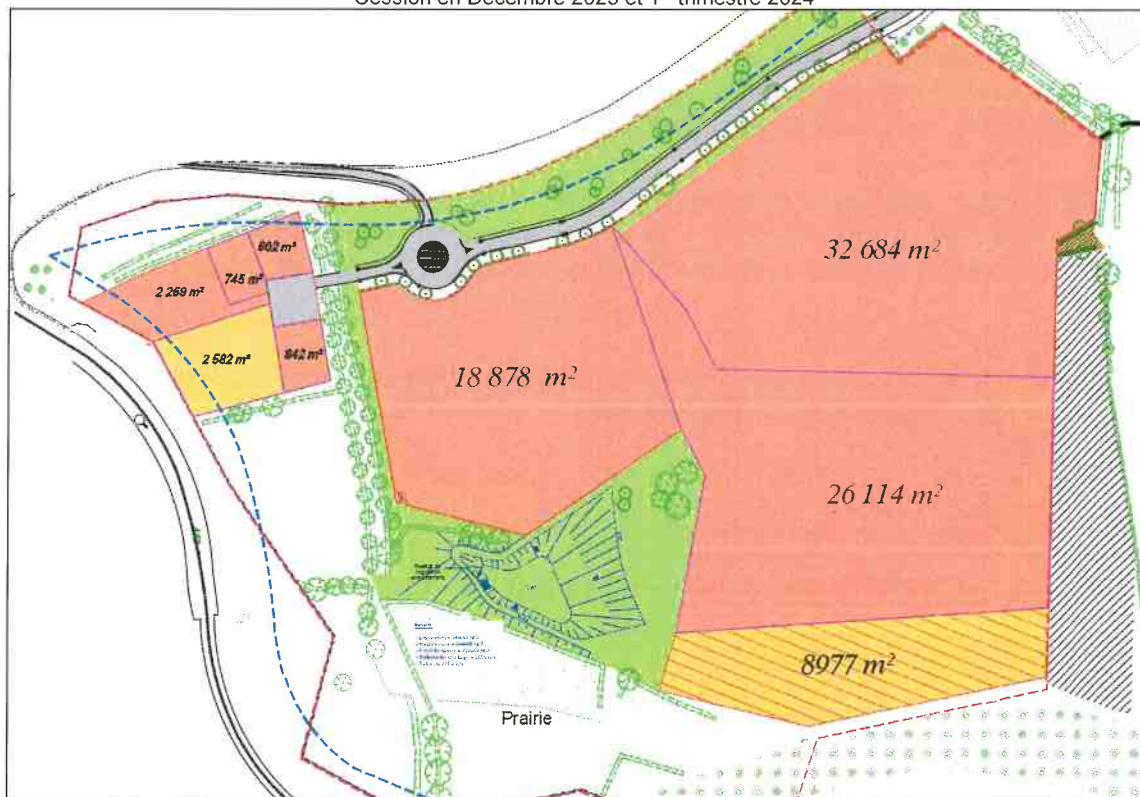 Session en Décembre 2023 et 1er trimestre 2024
602 m²
745 m²
2 269 m²
2 582 m²
842 m²
32 684 m²
18 878 m²
26 114 m²
8977 m²
Prairie